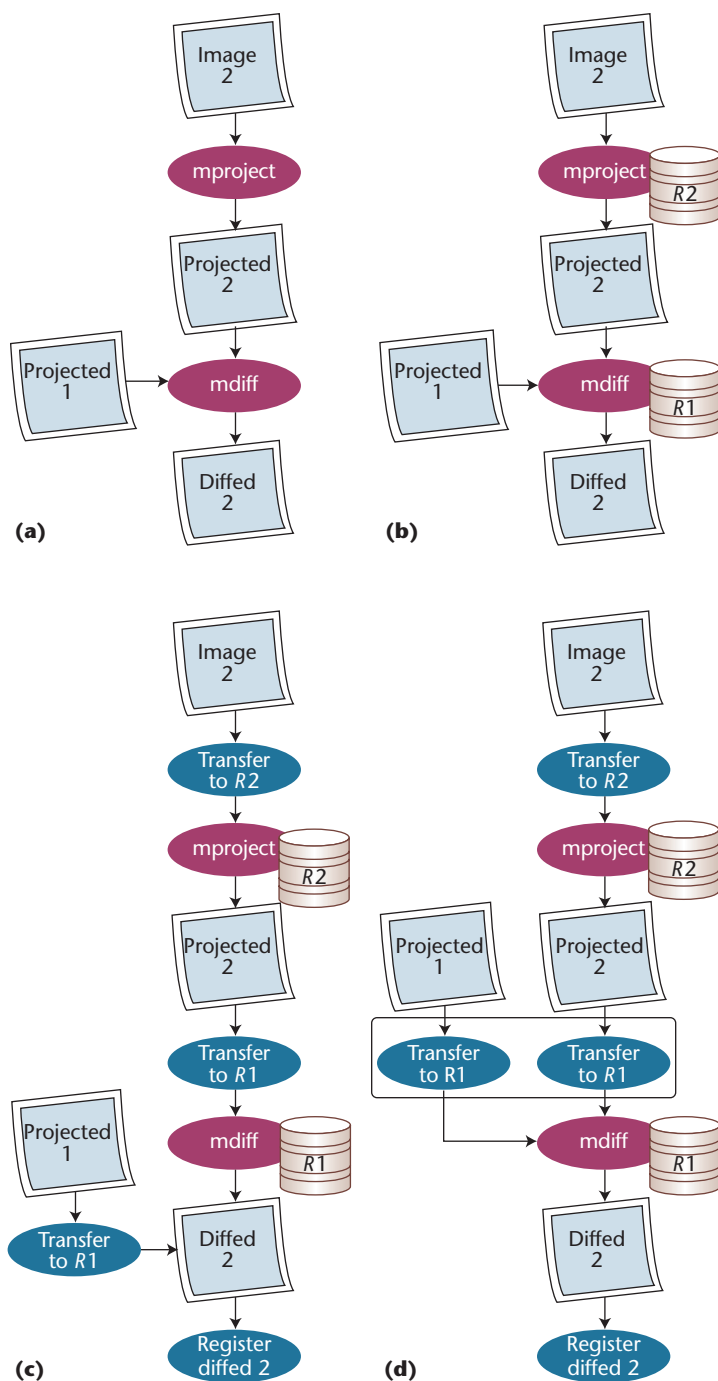 Image
2
mproject
Projected
2
Projected
1
mdiff
Diffed
2
(a)
Image
2
mproject
R2
Projected
2
Projected
1
mdiff
R1
Diffed
2
(b)
Image
2
Transfer
to R2
mproject
R2
Projected
2
Transfer
to R1
mdiff
R1
Projected
1
Transfer
to R1
Diffed
2
Register
diffed 2
(c)
Image
2
Transfer
to R2
mproject
R2
Projected
1
Projected
2
Transfer
to R1
Transfer
to R1
mdiff
R1
Diffed
2
Register
diffed 2
(d)